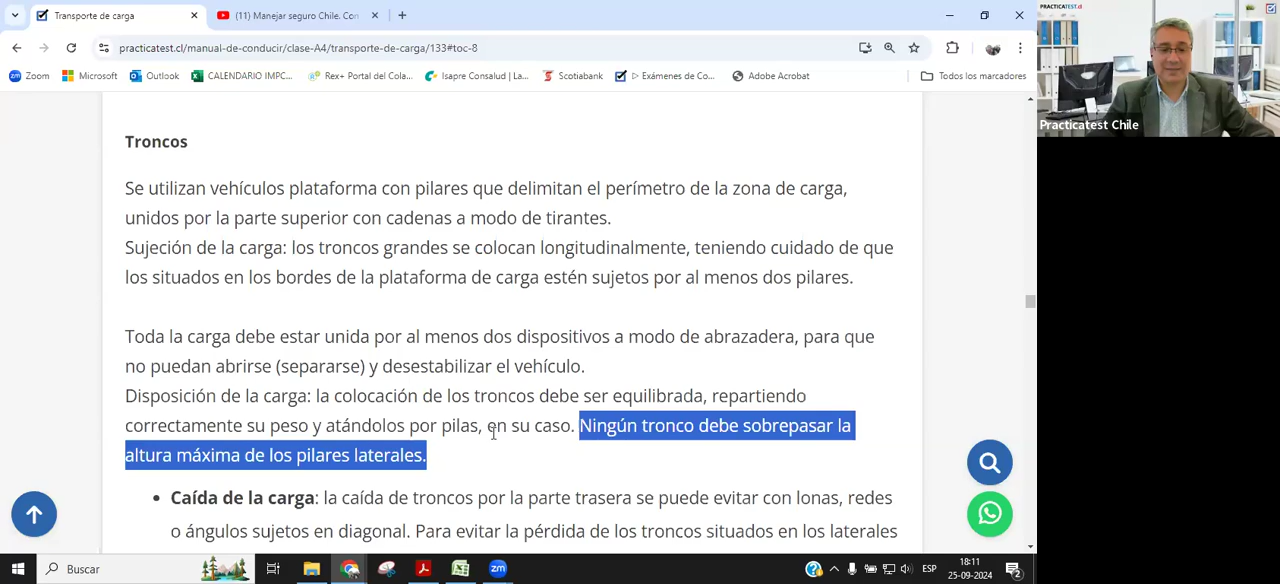 Transporte de carga
(11) Manejar seguro Chile. Con
practicatest.cl/manual-de-conducir/clase-A4/transporte-de-carga/133#toc-8
Zoom
Microsoft
Outlook
CALENDARIO IMPC...
Rex+ Portal del Cola...
Isapre Consalud | La...
Scotiabank
▷ Exámenes de Co...
Adobe Acrobat
Todos los marcadores
PRACTICATEST.cl
Practicatest Chile
Troncos
Se utilizan vehículos plataforma con pilares que delimitan el perímetro de la zona de carga,
unidos por la parte superior con cadenas a modo de tirantes.
Sujeción de la carga: los troncos grandes se colocan longitudinalmente, teniendo cuidado de que
los situados en los bordes de la plataforma de carga estén sujetos por al menos dos pilares.
Toda la carga debe estar unida por al menos dos dispositivos a modo de abrazadera, para que
no puedan abrirse (separarse) y desestabilizar el vehículo.
Disposición de la carga: la colocación de los troncos debe ser equilibrada, repartiendo
correctamente su peso y atándolos por pilas, en su caso. Ningún tronco debe sobrepasar la
altura máxima de los pilares laterales.
• Caída de la carga: la caída de troncos por la parte trasera se puede evitar con lonas, redes
o ángulos sujetos en diagonal. Para evitar la pérdida de los troncos situados en los laterales
Buscar
zm
ESP
18:11
25-09-2024
2